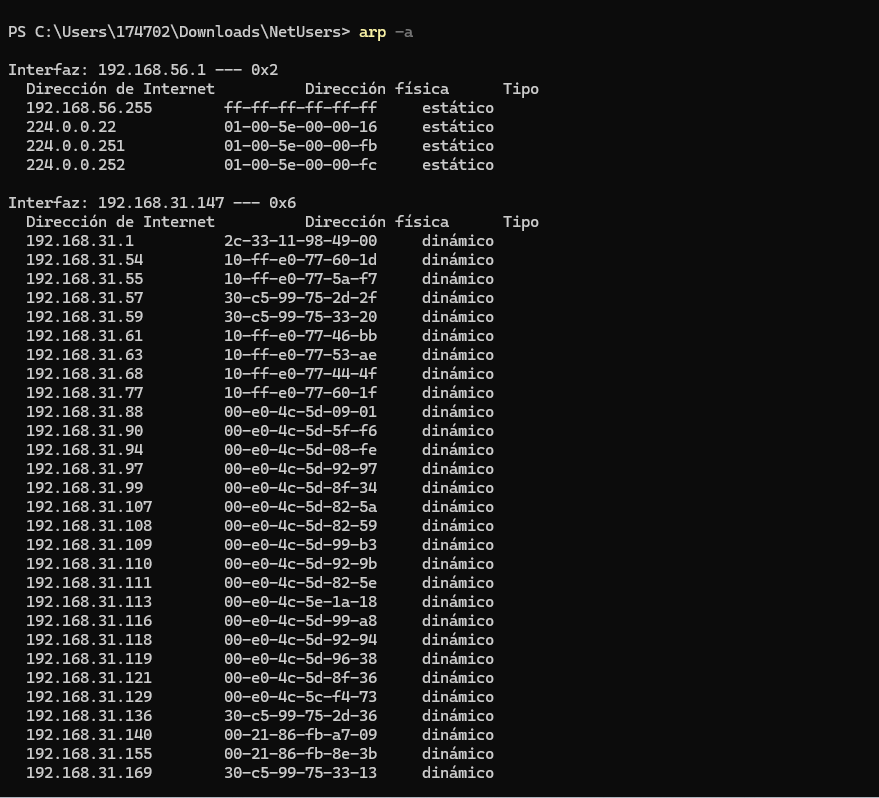 PS C:\Users\174702\Downloads\NetUsers> arp -a
Interfaz: 192.168.56.1 --- 0x2
  Dirección de Internet          Dirección física      Tipo
  192.168.56.255        ff-ff-ff-ff-ff-ff     estático
  224.0.0.22            01-00-5e-00-00-16     estático
  224.0.0.251           01-00-5e-00-00-fb     estático
  224.0.0.252           01-00-5e-00-00-fc     estático
Interfaz: 192.168.31.147 --- 0x6
  Dirección de Internet          Dirección física      Tipo
  192.168.31.1          2c-33-11-98-49-00     dinámico
  192.168.31.54         10-ff-e0-77-60-1d     dinámico
  192.168.31.55         10-ff-e0-77-5a-f7     dinámico
  192.168.31.57         30-c5-99-75-2d-2f     dinámico
  192.168.31.59         30-c5-99-75-33-20     dinámico
  192.168.31.61         10-ff-e0-77-46-bb     dinámico
  192.168.31.63         10-ff-e0-77-53-ae     dinámico
  192.168.31.68         10-ff-e0-77-44-4f     dinámico
  192.168.31.77         10-ff-e0-77-60-1f     dinámico
  192.168.31.88         00-e0-4c-5d-09-01     dinámico
  192.168.31.90         00-e0-4c-5d-5f-f6     dinámico
  192.168.31.94         00-e0-4c-5d-08-fe     dinámico
  192.168.31.97         00-e0-4c-5d-92-97     dinámico
  192.168.31.99         00-e0-4c-5d-8f-34     dinámico
  192.168.31.107        00-e0-4c-5d-82-5a     dinámico
  192.168.31.108        00-e0-4c-5d-82-59     dinámico
  192.168.31.109        00-e0-4c-5d-99-b3     dinámico
  192.168.31.110        00-e0-4c-5d-92-9b     dinámico
  192.168.31.111        00-e0-4c-5d-82-5e     dinámico
  192.168.31.113        00-e0-4c-5e-1a-18     dinámico
  192.168.31.116        00-e0-4c-5d-99-a8     dinámico
  192.168.31.118        00-e0-4c-5d-92-94     dinámico
  192.168.31.119        00-e0-4c-5d-96-38     dinámico
  192.168.31.121        00-e0-4c-5d-8f-36     dinámico
  192.168.31.129        00-e0-4c-5c-f4-73     dinámico
  192.168.31.136        30-c5-99-75-2d-36     dinámico
  192.168.31.140        00-21-86-fb-a7-09     dinámico
  192.168.31.155        00-21-86-fb-8e-3b     dinámico
  192.168.31.169        30-c5-99-75-33-13     dinámico